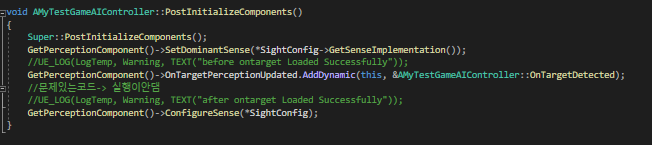 void AMyTestGameAIController::PostInitializeComponents()
{
Super::PostInitializeComponents();
GetPerceptionComponent()->SetDominantSense(*SightConfig->GetSenseImplementation());
//UE_LOG(LogTemp, Warning, TEXT("before ontarget Loaded Successfully"));
GetPerceptionComponent()->OnTargetPerceptionUpdated.AddDynamic(this, &AMyTestGameAIController::OnTargetDetected);
//문제있는코드-> 실행이안댐
//UE_LOG(LogTemp, Warning, TEXT("after ontarget Loaded Successfully"));
GetPerceptionComponent()->ConfigureSense(*SightConfig);
}